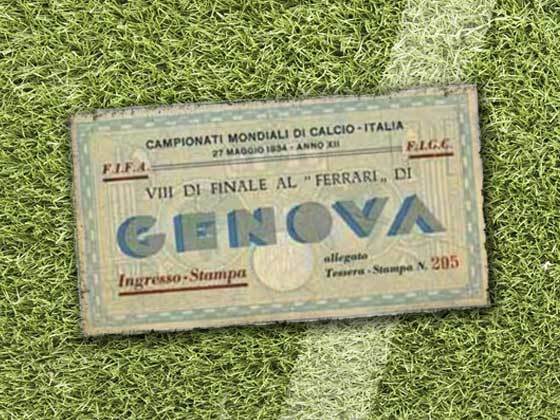 CAMPIONATI MONDIALI DI CALCIO - ITALIA
27 MAGGIO 1934 - ANNO XII
F.I.F.A.
F.I.G.C.
VIII DI FINALE AL "FERRARI„ DI
GENOVA
Ingresso-Stampa
allegato
Tessera-Stampa N. 295